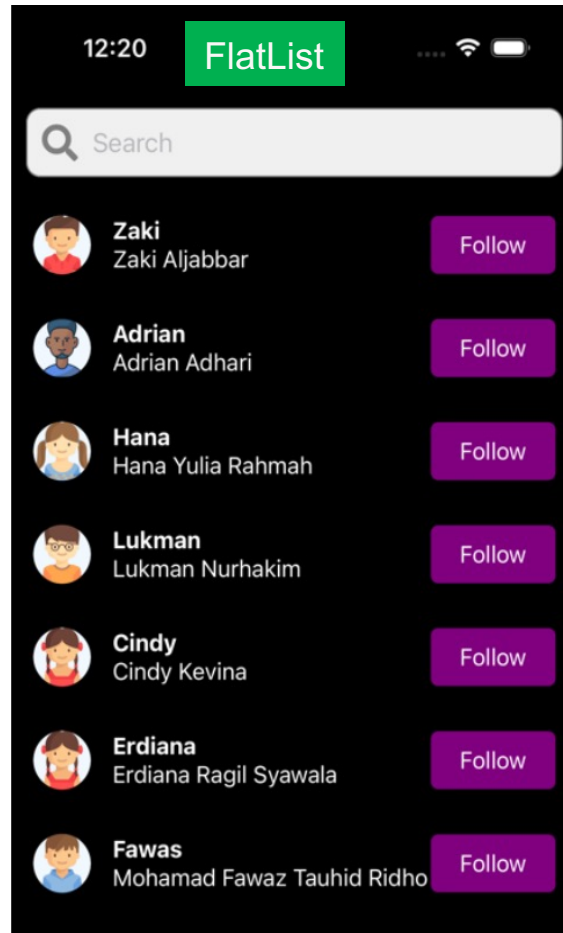 12:20
FlatList
Search
Zaki
Zaki Aljabbar
Follow
Adrian
Adrian Adhari
Follow
Hana
Hana Yulia Rahmah
Follow
Lukman
Lukman Nurhakim
Follow
Cindy
Cindy Kevina
Follow
Erdiana
Erdiana Ragil Syawala
Follow
Fawas
Mohamad Fawaz Tauhid Ridho
Follow